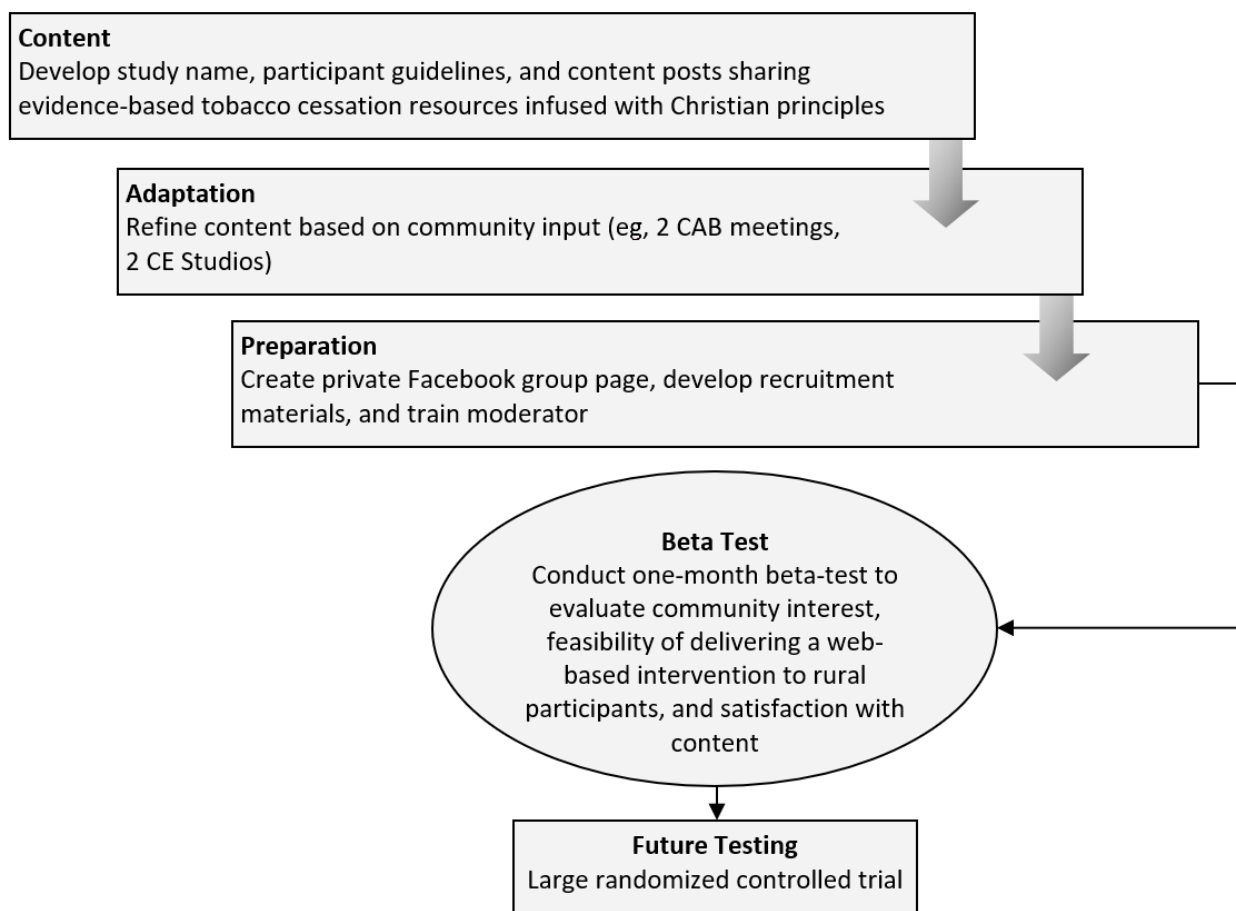 Content
Develop study name, participant guidelines, and content posts sharing
evidence-based tobacco cessation resources infused with Christian principles
Adaptation
Refine content based on community input (eg, 2 CAB meetings,
2 CE Studios)
Preparation
Create private Facebook group page, develop recruitment
materials, and train moderator
Beta Test
Conduct one-month beta-test to
evaluate community interest,
feasibility of delivering a web-
based intervention to rural
participants, and satisfaction with
content
Future Testing
Large randomized controlled trial